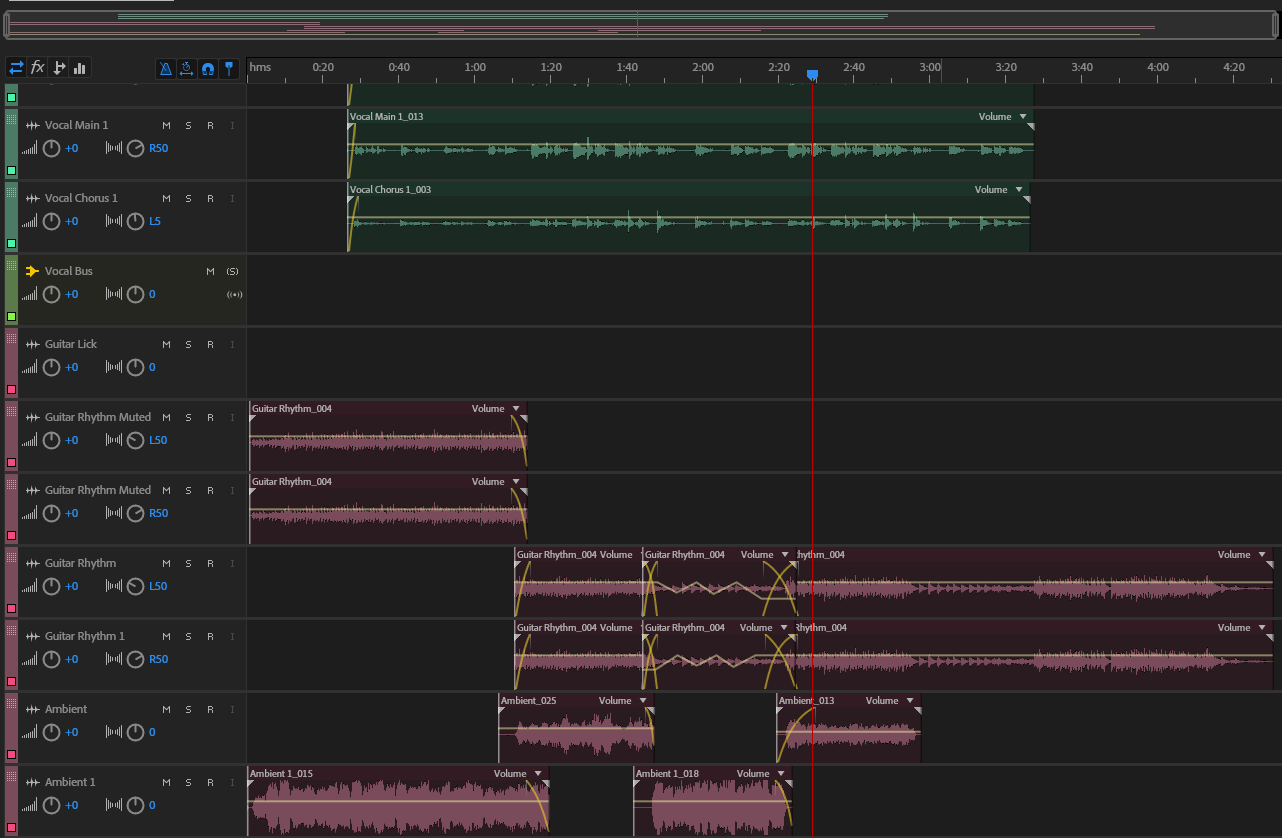 fx
hms 0:20 0:40 1:00 1:20 1:40 2:00 2:20 2:40 3:00 3:20 3:40 4:00 4:20
Vocal Main 1 M S R I
+0 R50
Vocal Main 1_013 Volume
Vocal Chorus 1 M S R I
+0 L5
Vocal Chorus 1_003 Volume
Vocal Bus M (S)
+0 0
Guitar Lick M S R I
+0 0
Guitar Rhythm Muted M S R I
+0 L50
Guitar Rhythm_004 Volume
Guitar Rhythm Muted M S R I
+0 R50
Guitar Rhythm_004 Volume
Guitar Rhythm M S R I
+0 L50
Guitar Rhythm_004 Volume Guitar Rhythm_004 Volume hythm_004 Volume
Guitar Rhythm 1 M S R I
+0 R50
Guitar Rhythm_004 Volume Guitar Rhythm_004 Volume Rhythm_004 Volume
Ambient M S R I
+0 0
Ambient_025 Volume Ambient_013 Volume
Ambient 1 M S R I
+0 0
Ambient 1_015 Volume Ambient 1_018 Volume